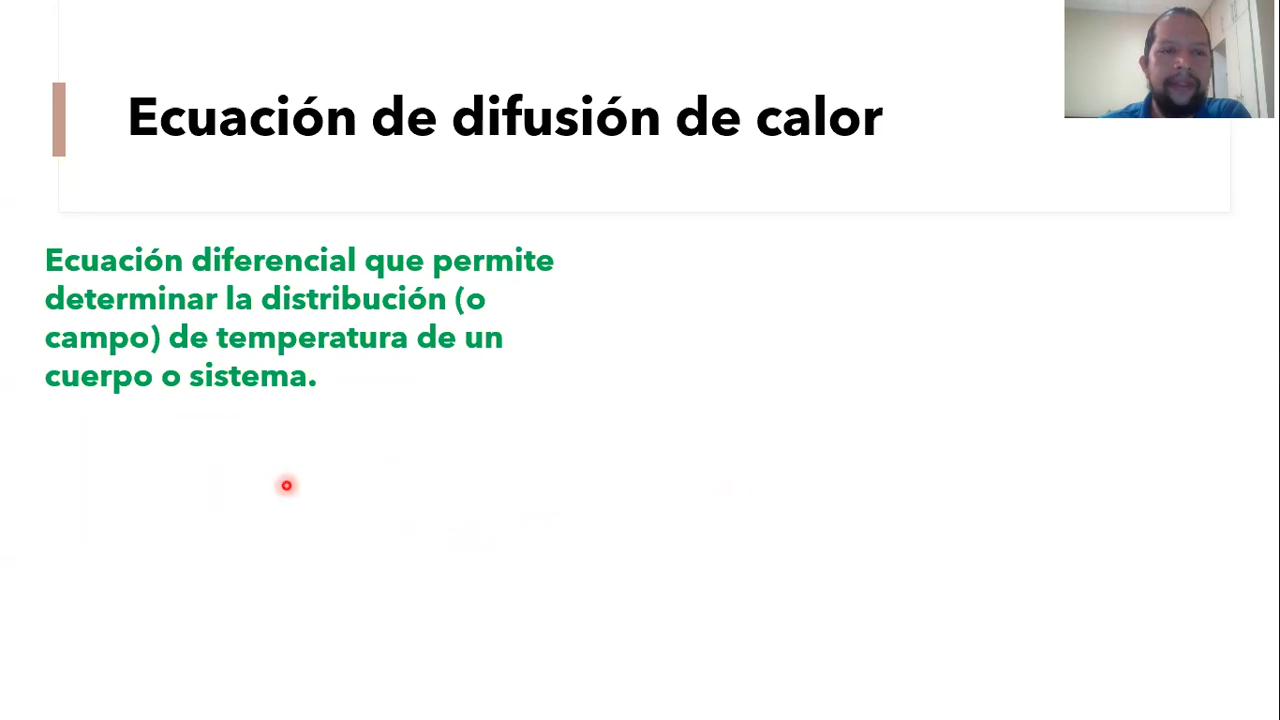 Ecuación de difusión de calor
Ecuación diferencial que permite
determinar la distribución (o
campo) de temperatura de un
cuerpo o sistema.